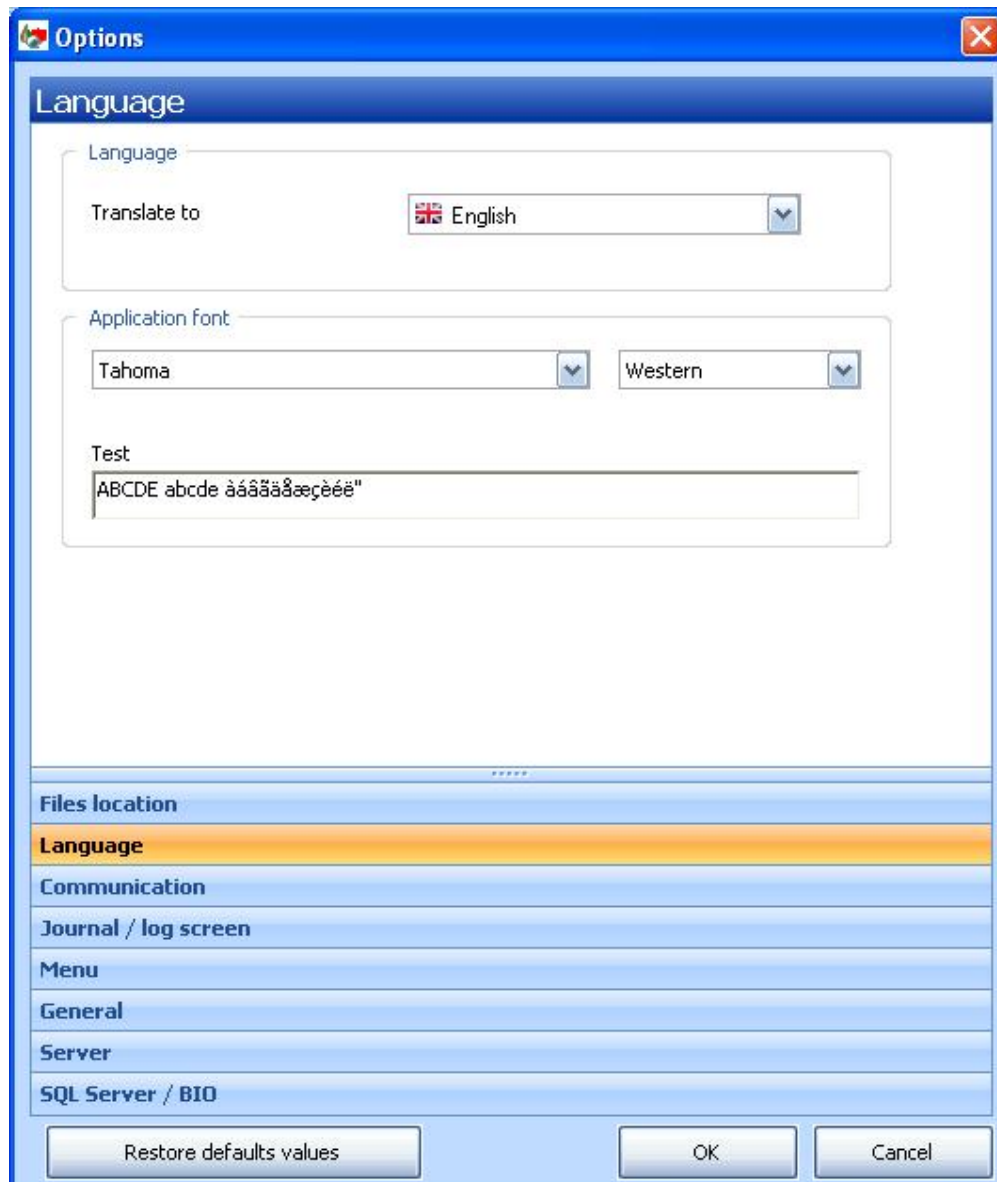 Options
Language
Language
Translate to English
Application font
Tahoma Western
Test
ABCDE abcde àáâãäåæçèéë"
Files location
Language
Communication
Journal / log screen
Menu
General
Server
SQL Server / BIO
Restore defaults values OK Cancel